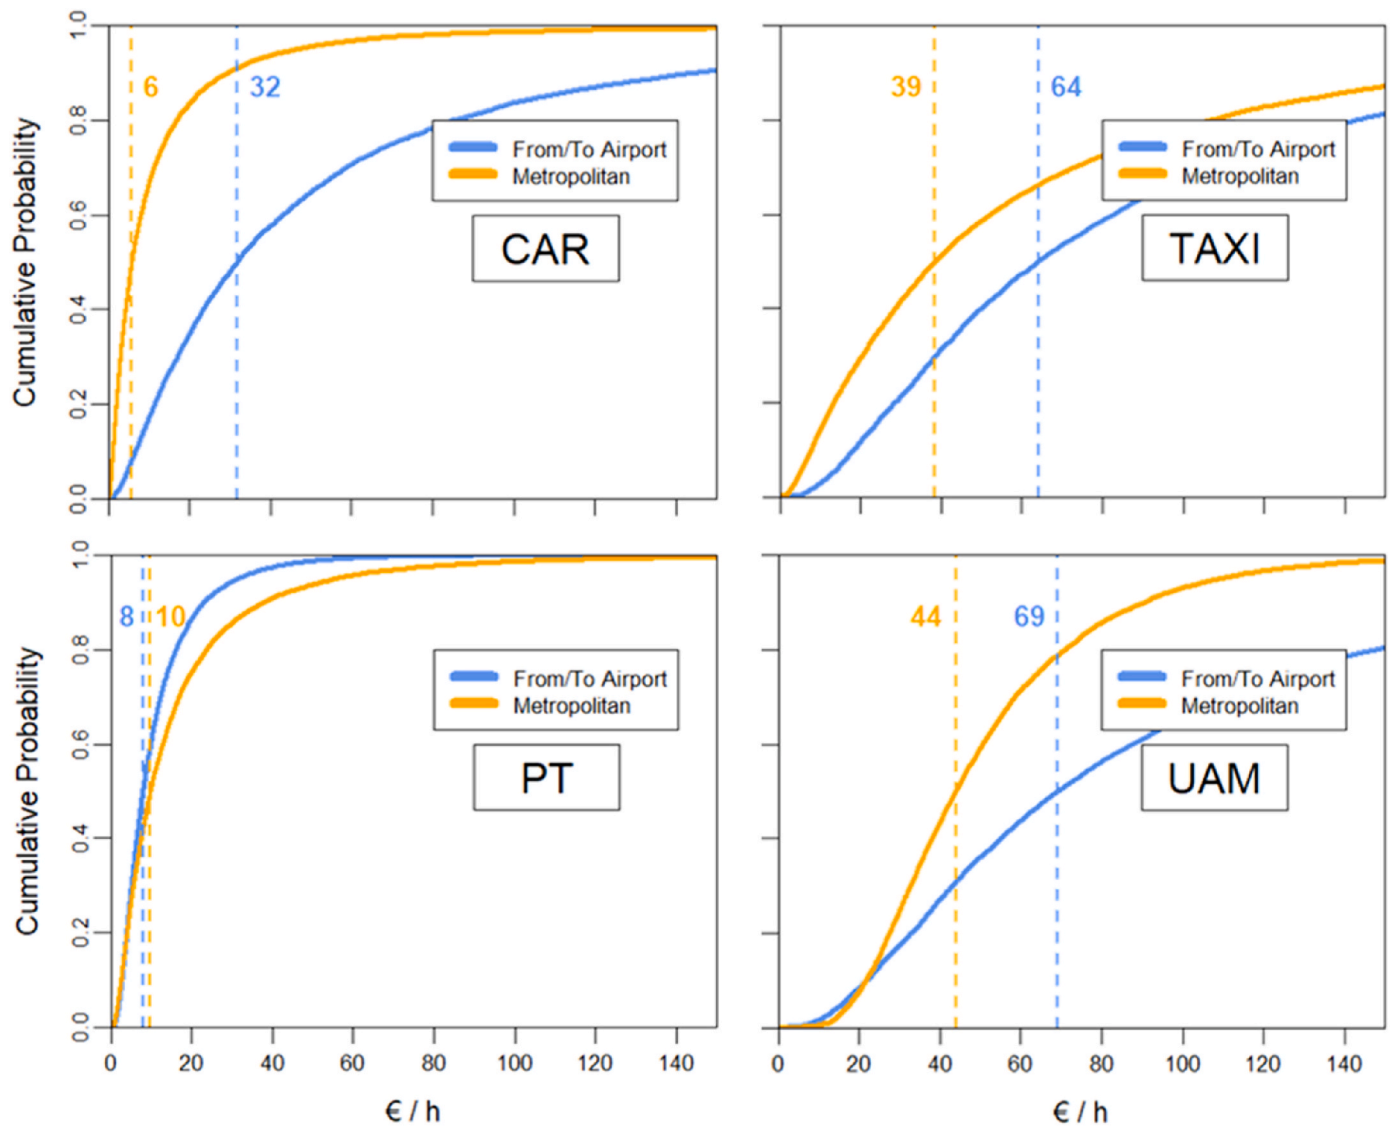 Cumulative Probability
0.0 0.2 0.4 0.6 0.8 1.0
6
32
From/To Airport
Metropolitan
CAR
39
64
From/To Airport
Metropolitan
TAXI
Cumulative Probability
0.0 0.2 0.4 0.6 0.8 1.0
8
10
From/To Airport
Metropolitan
PT
0 20 40 60 80 100 120 140
€ / h
44
69
From/To Airport
Metropolitan
UAM
0 20 40 60 80 100 120 140
€ / h